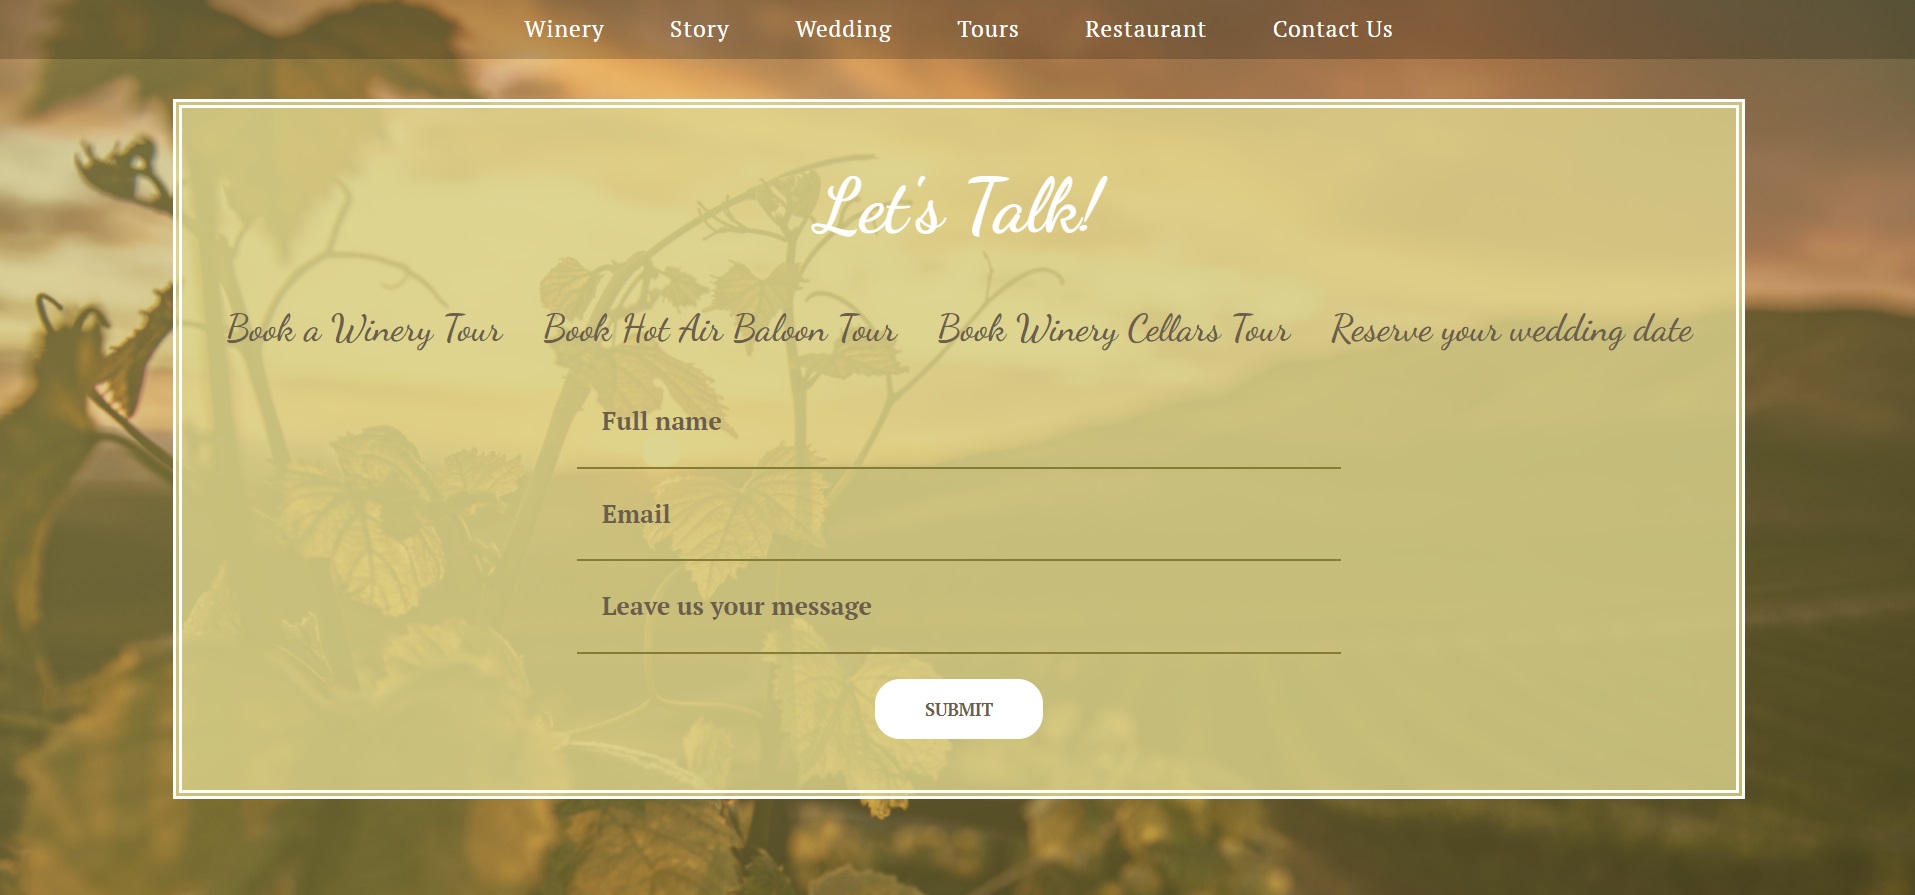 Winery Story Wedding Tours Restaurant Contact Us
Let's Talk!
Book a Winery Tour Book Hot Air Baloon Tour Book Winery Cellars Tour Reserve your wedding date
Full name
Email
Leave us your message
SUBMIT